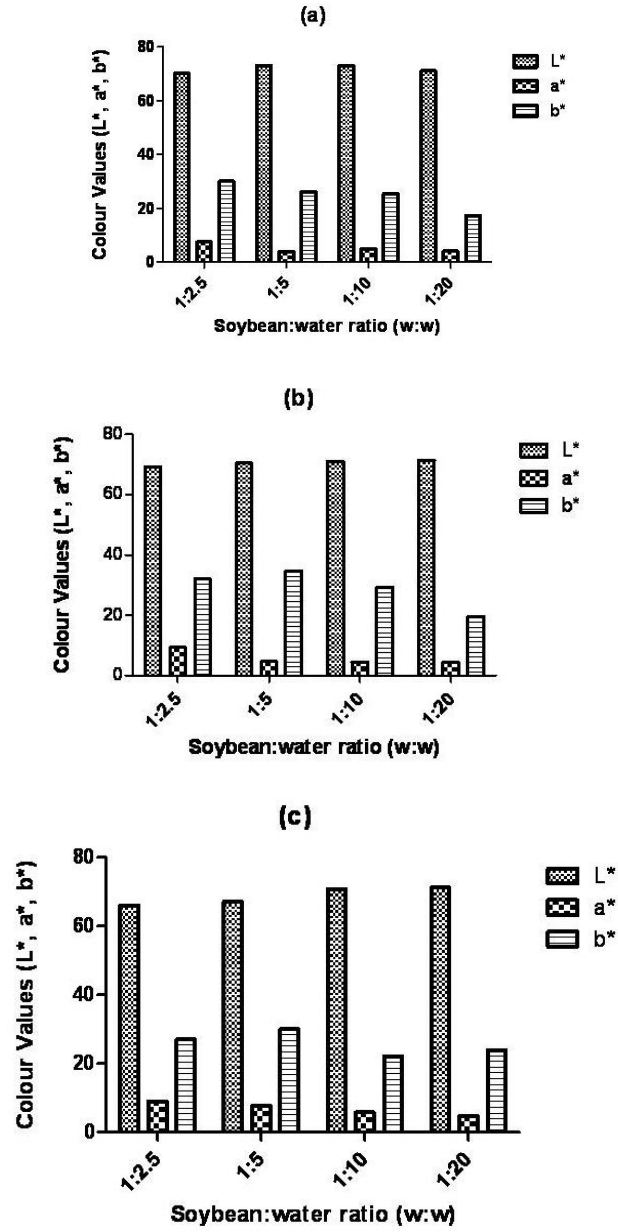 (a)
Colour Values (L*, a*, b*)
80
60
40
20
0
1:2.5
1:5
1:10
1:20
Soybean:water ratio (w:w)
L*
a*
b*
(b)
Colour Values (L*, a*, b*)
80
60
40
20
0
1:2.5
1:5
1:10
1:20
Soybean:water ratio (w:w)
L*
a*
b*
(c)
Colour Values (L*, a*, b*)
80
60
40
20
0
1:2.5
1:5
1:10
1:20
Soybean:water ratio (w:w)
L*
a*
b*